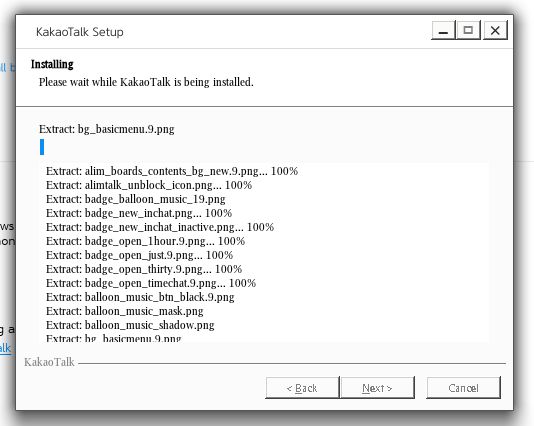 KakaoTalk Setup
Installing
Please wait while KakaoTalk is being installed.
Extract: bg_basicmenu.9.png
Extract: alim_boards_contents_bg_new.9.png... 100%
Extract: alimtalk_unblock_icon.png... 100%
Extract: badge_balloon_music_19.png
Extract: badge_new_inchat.png... 100%
Extract: badge_new_inchat_inactive.png... 100%
Extract: badge_open_1hour.9.png... 100%
Extract: badge_open_just.9.png... 100%
Extract: badge_open_thirty.9.png... 100%
Extract: badge_open_timechat.9.png... 100%
Extract: balloon_music_btn_black.9.png
Extract: balloon_music_mask.png
Extract: balloon_music_shadow.png
Extract: bg_basicmenu.9.png
KakaoTalk
< Back
Next >
Cancel